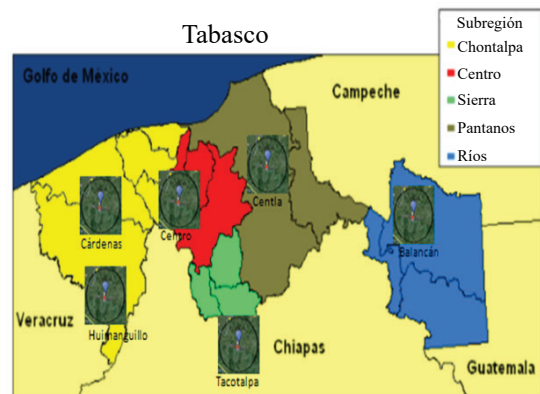 Tabasco
Subregión
Chontalpa
Centro
Sierra
Pantanos
Ríos
Golfo de México
Campeche
Centla
Cárdenas
Centro
Balancán
Veracruz
Huimanguillo
Chiapas
Tacotalpa
Guatemala